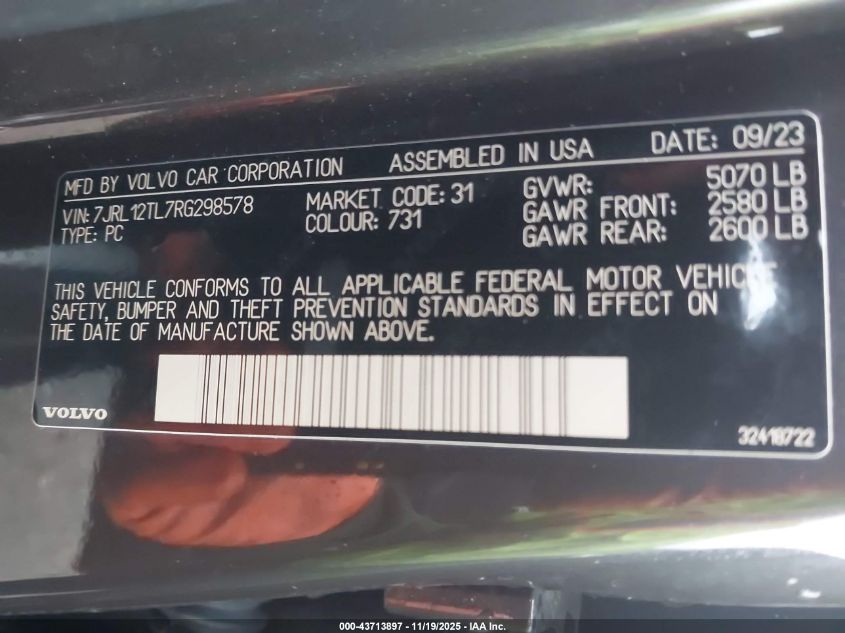 MFD BY VOLVO CAR CORPORATION ASSEMBLED IN USA DATE: 09/23
VIN: 7JRL12TL7RG298578 MARKET CODE: 31 GVWR: 5070 LB
TYPE: PC COLOUR: 731 GAWR FRONT: 2580 LB
GAWR REAR: 2600 LB
THIS VEHICLE CONFORMS TO ALL APPLICABLE FEDERAL MOTOR VEHICLE
SAFETY, BUMPER AND THEFT PREVENTION STANDARDS IN EFFECT ON
THE DATE OF MANUFACTURE SHOWN ABOVE.
VOLVO
32418722
000-43713897 - 11/19/2025 - IAA Inc.